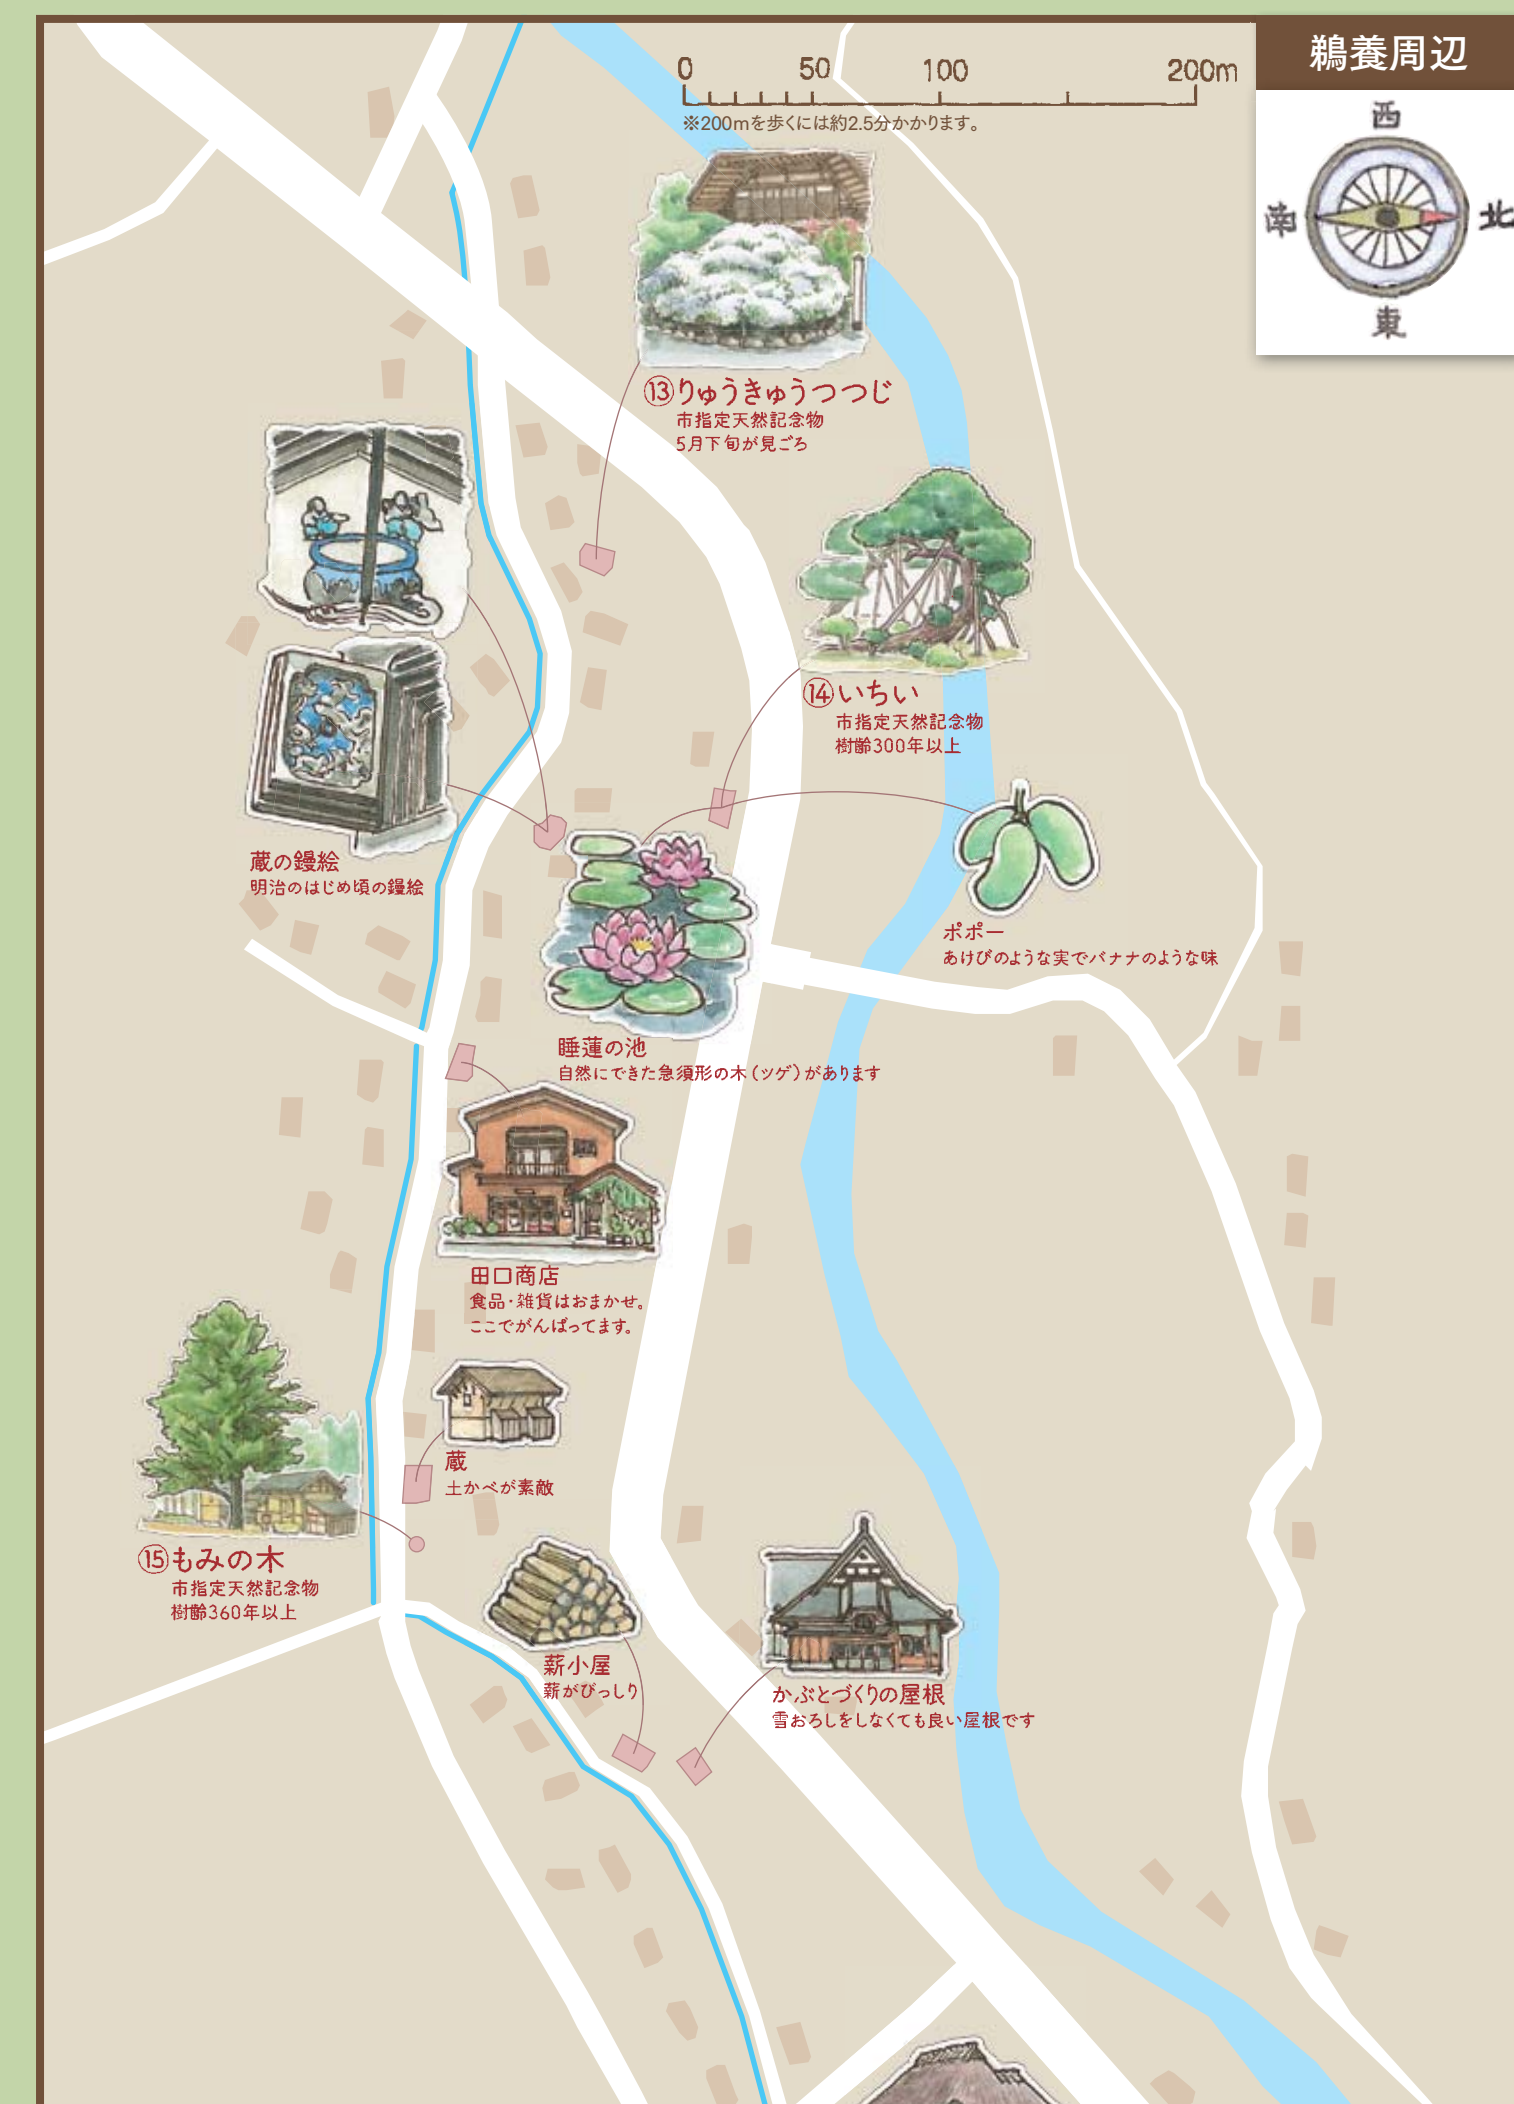 鵜養周辺
西
南
北
東
0 50 100 200m
※200mを歩くには約2.5分かかります。
⑬りゅうきゅうつつじ
市指定天然記念物
5月下旬が見ごろ
⑭いちい
市指定天然記念物
樹齢300年以上
蔵の鏝絵
明治のはじめ頃の鏝絵
ポポー
あけびのような実でバナナのような味
睡蓮の池
自然にできた急須形の木(ツゲ)があります
田口商店
食品・雑貨はおまかせ。
ここでがんばってます。
蔵
土かべが素敵
⑮もみの木
市指定天然記念物
樹齢360年以上
薪小屋
薪がびっしり
かぶとづくりの屋根
雪おろしをしなくても良い屋根です